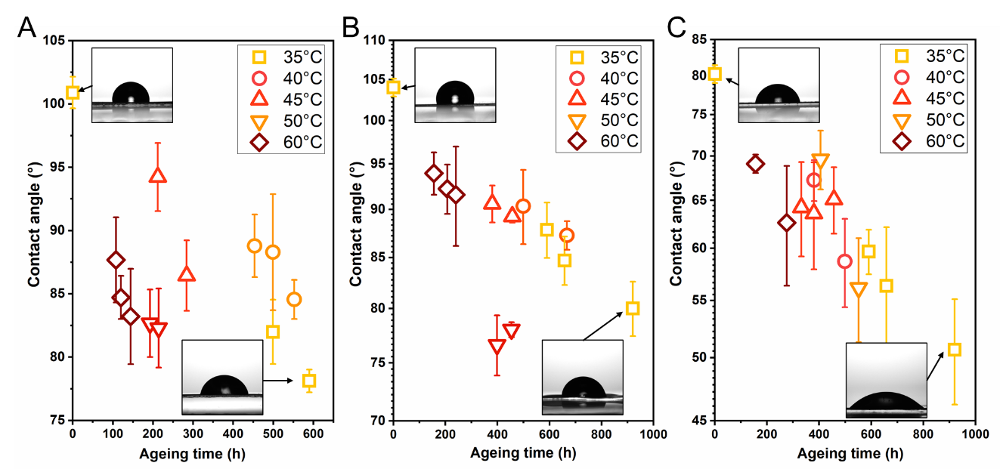 A
105
100
95
90
85
80
75
0
100
200
300
400
500
600
Contact angle (°)
Ageing time (h)
35°C
40°C
45°C
50°C
60°C
B
110
105
100
95
90
85
80
75
70
0
200
400
600
800
1000
Contact angle (°)
Ageing time (h)
35°C
40°C
45°C
50°C
60°C
C
85
80
75
70
65
60
55
50
45
0
200
400
600
800
1000
Contact angle (°)
Ageing time (h)
35°C
40°C
45°C
50°C
60°C